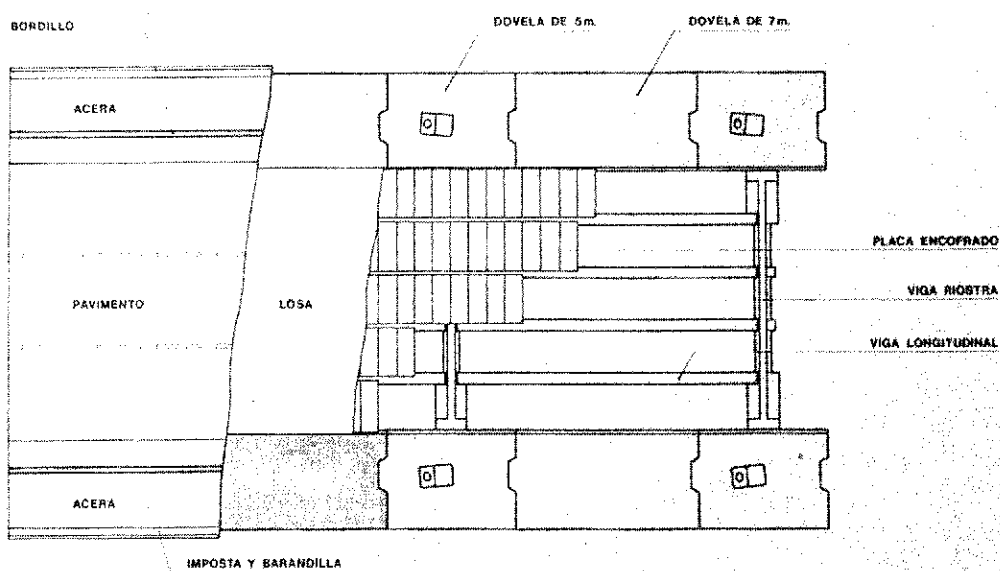 BORDILLO
DOVELA DE 5m.
DOVELA DE 7m.
ACERA
PLACA ENCOFRADO
VIGA RIOSTRA
PAVIMENTO
LOSA
VIGA LONGITUDINAL
ACERA
IMPOSTA Y BARANDILLA